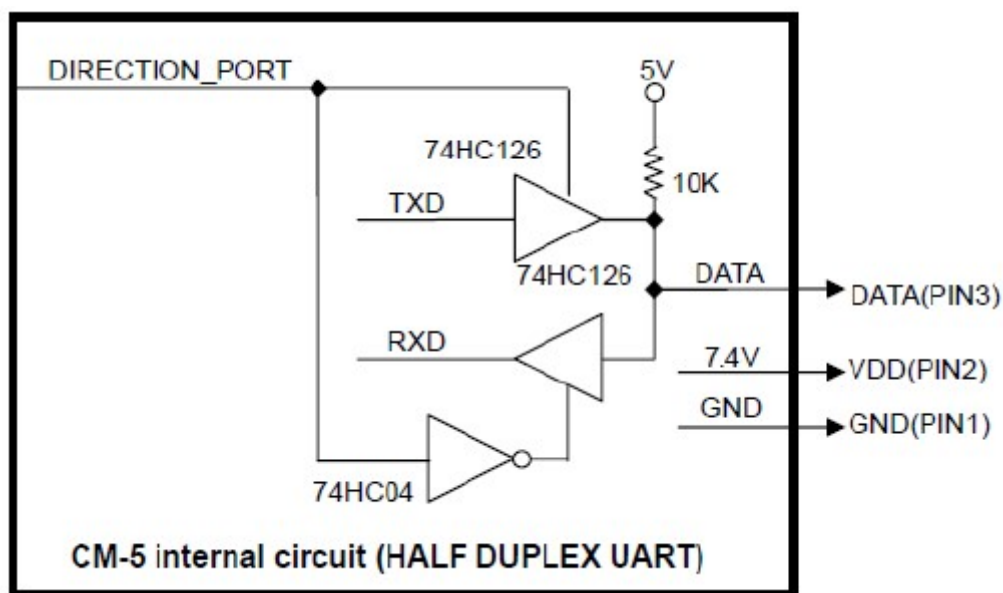 DIRECTION_PORT
5V
74HC126
10K
TXD
74HC126
DATA
DATA(PIN3)
RXD
7.4V
VDD(PIN2)
GND
GND(PIN1)
74HC04
CM-5 internal circuit (HALF DUPLEX UART)